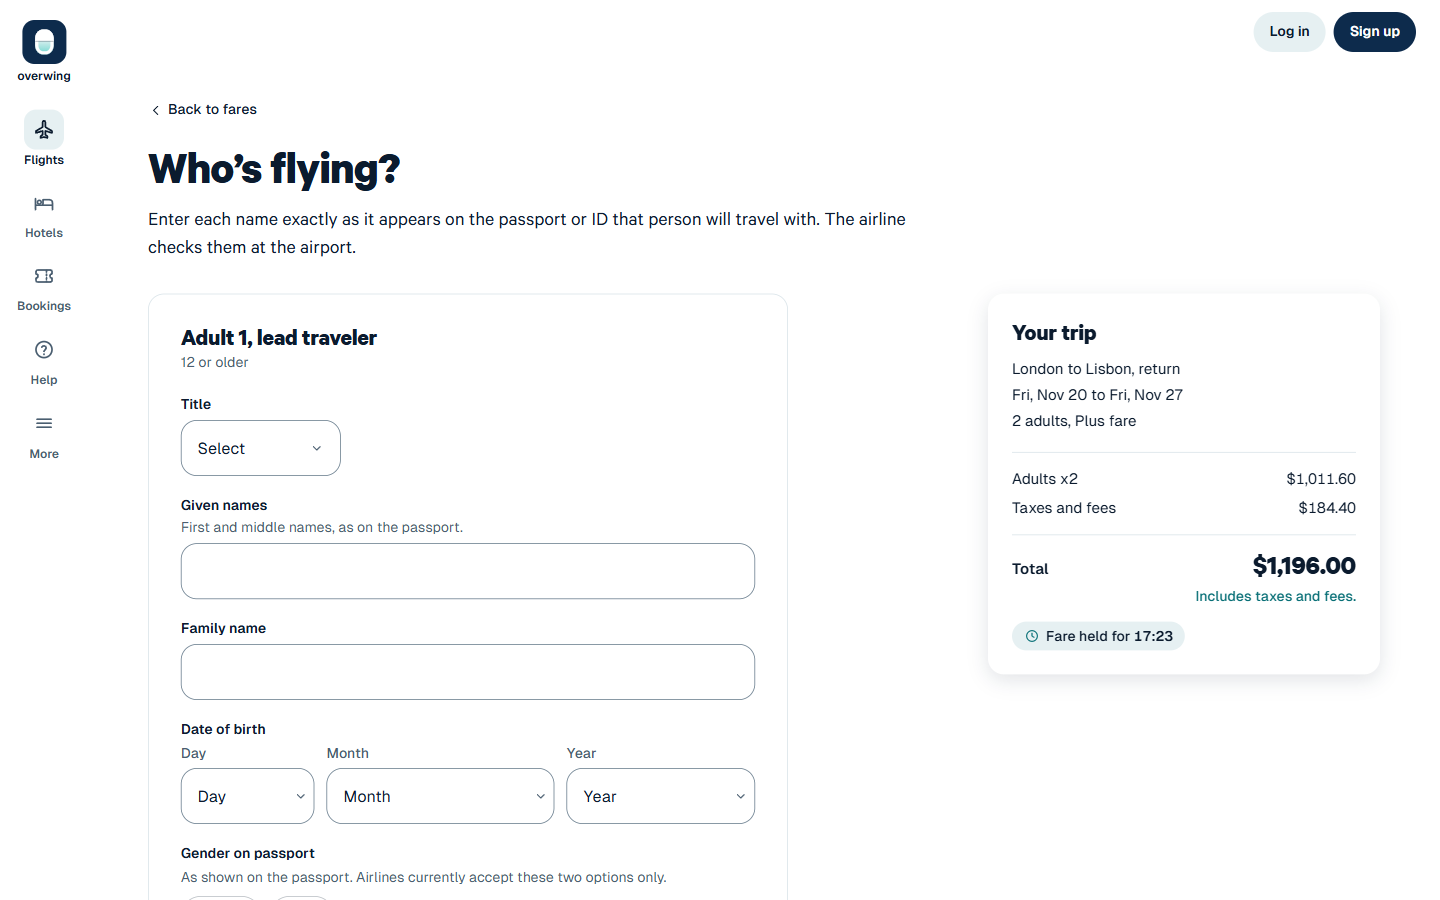 overwing
Flights
Hotels
Bookings
Help
More
Log in
Sign up
Back to fares
Who’s flying?
Enter each name exactly as it appears on the passport or ID that person will travel with. The airline
checks them at the airport.
Adult 1, lead traveler
12 or older
Title
Select
Given names
First and middle names, as on the passport.
Family name
Date of birth
Day Month Year
Day Month Year
Gender on passport
As shown on the passport. Airlines currently accept these two options only.
Your trip
London to Lisbon, return
Fri, Nov 20 to Fri, Nov 27
2 adults, Plus fare
Adults x2 $1,011.60
Taxes and fees $184.40
Total $1,196.00
Includes taxes and fees.
Fare held for 17:23